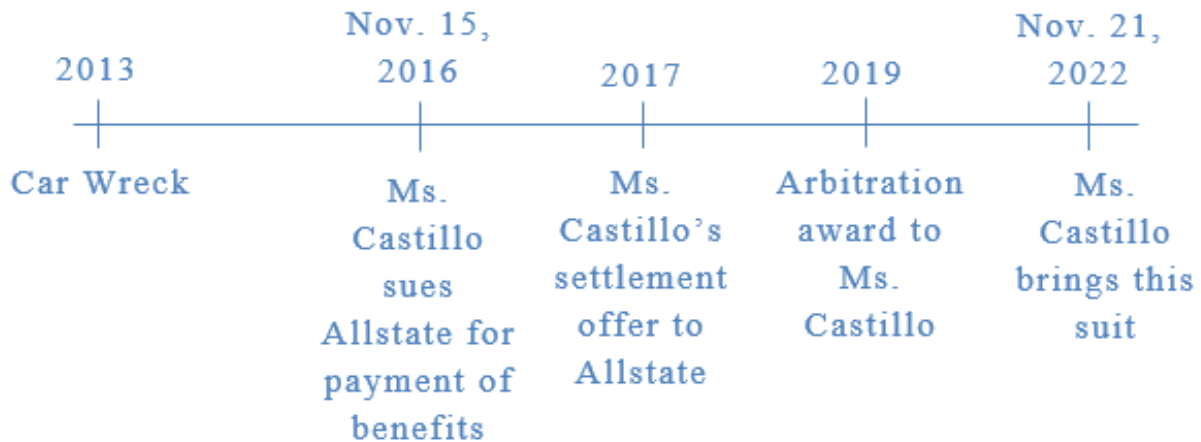 2013
Nov. 15,
2016
2017
2019
Nov. 21,
2022
Car Wreck
Ms.
Castillo
sues
Allstate for
payment of
benefits
Ms.
Castillo’s
settlement
offer to
Allstate
Arbitration
award to
Ms.
Castillo
Ms.
Castillo
brings this
suit